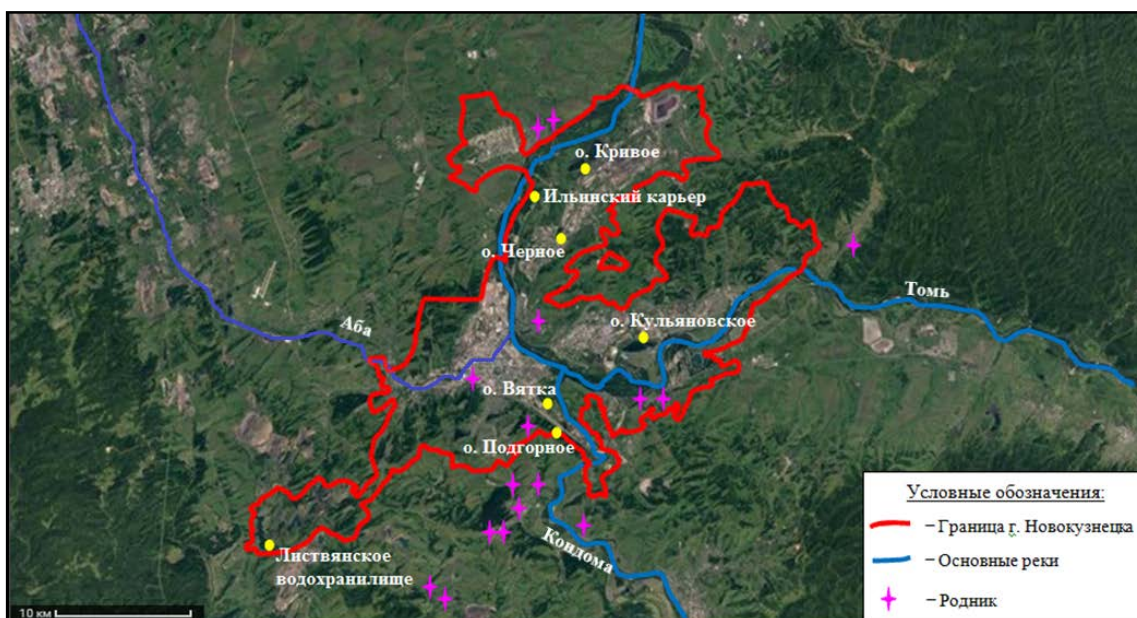 о. Кривое
Ильинский карьер
о. Черное
Томь
о. Кульяновское
Аба
о. Вятка
о. Подгорное
Кондома
Листвянское
водохранилище
10 км
Условные обозначения:
– Граница г. Новокузнецка
– Основные реки
– Родник